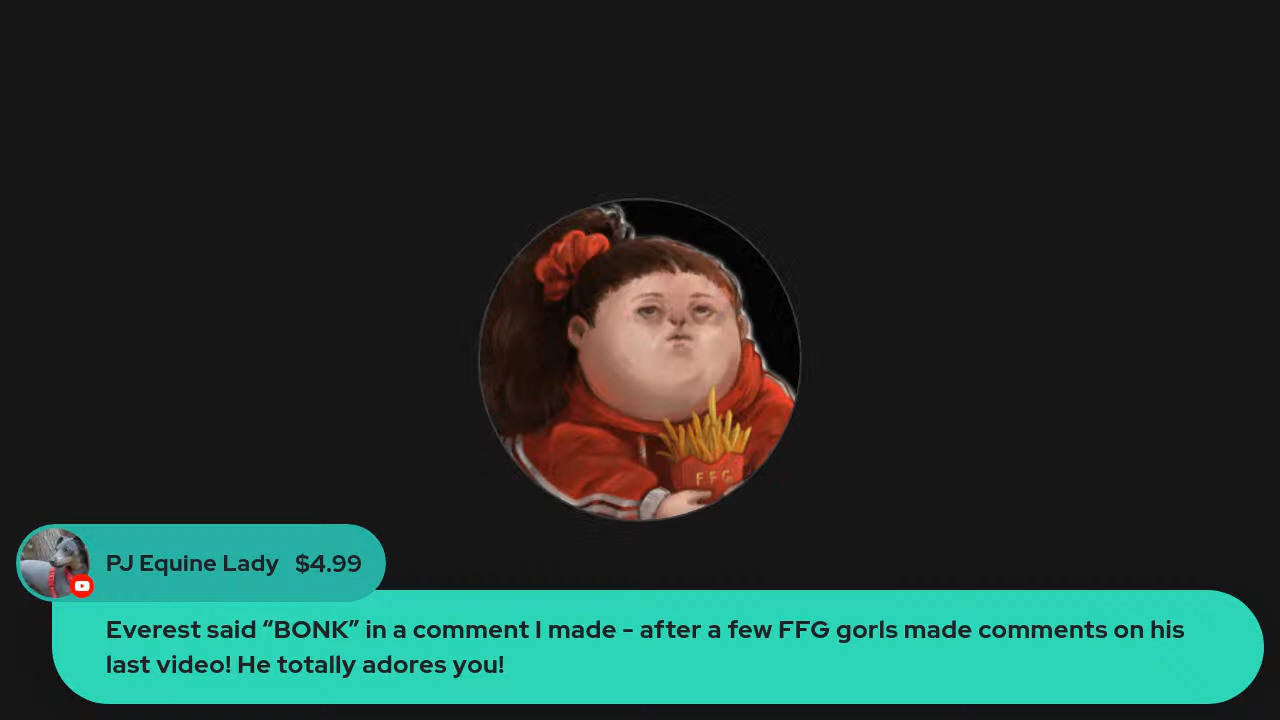 FFG
PJ Equine Lady $4.99
Everest said “BONK” in a comment I made - after a few FFG gorls made comments on his
last video! He totally adores you!